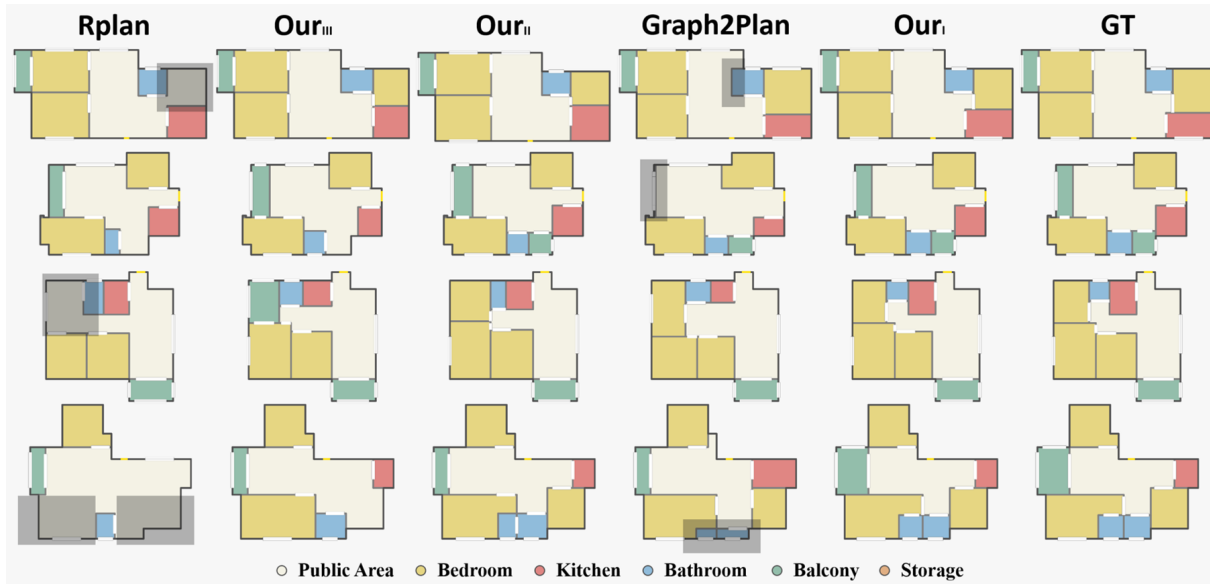 Rplan Our_III Our_II Graph2Plan Our_I GT
Public Area Bedroom Kitchen Bathroom Balcony Storage